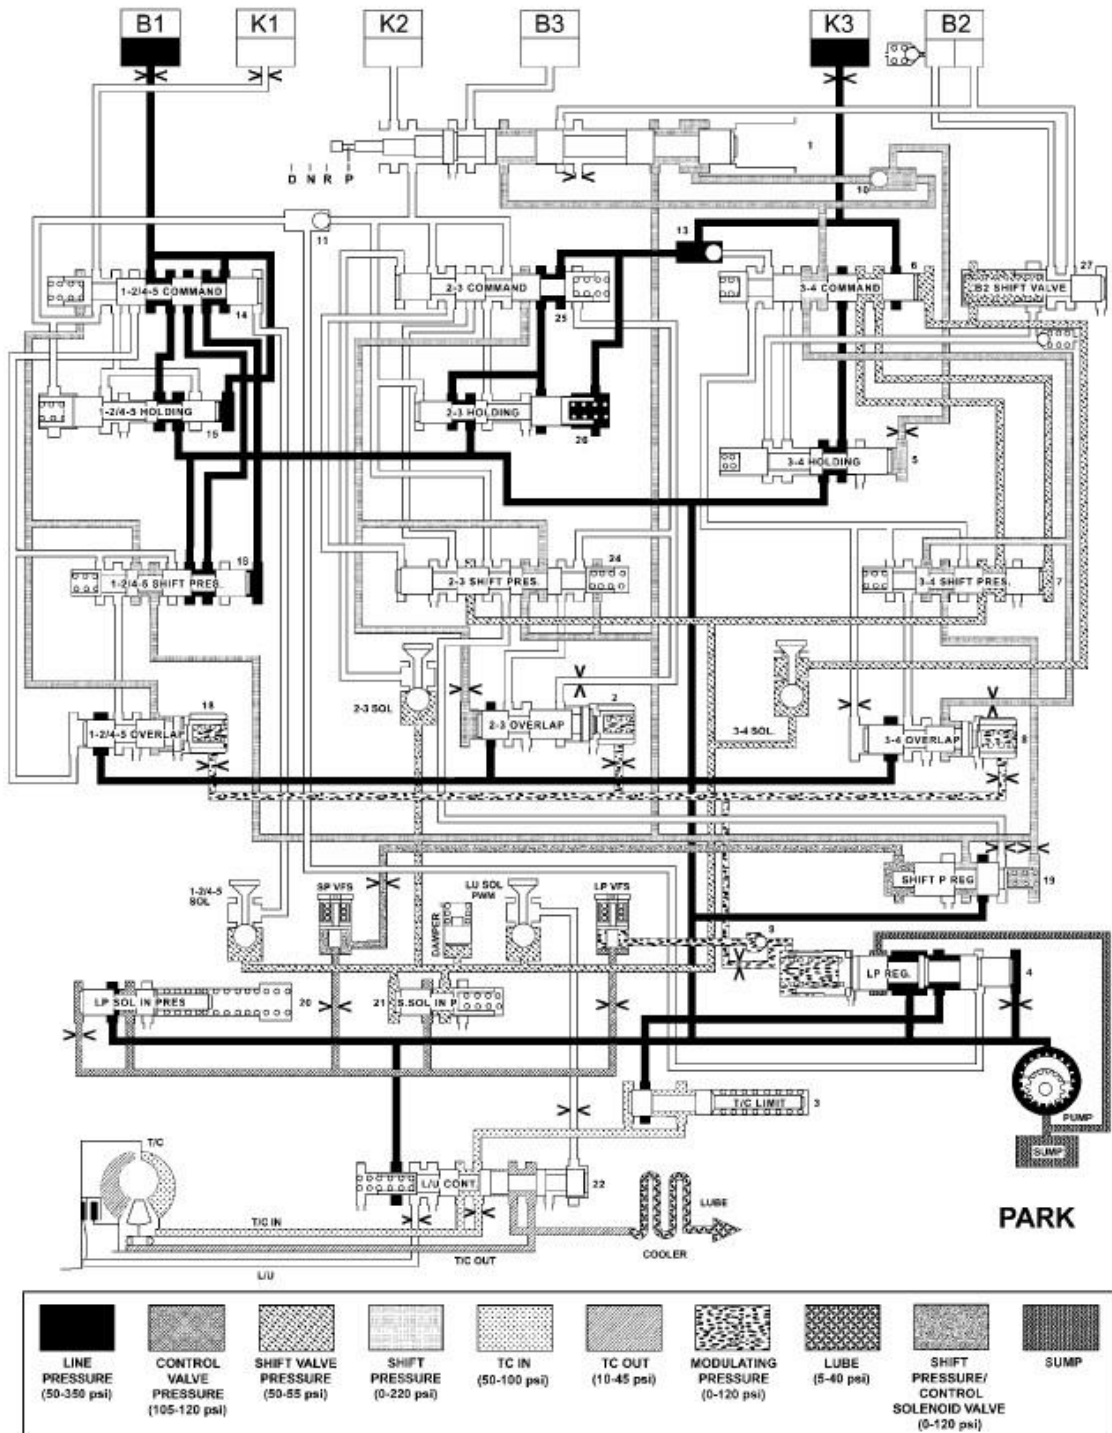 B1
K1
K2
B3
K3
B2
1
D N R P
10
11
13
6
27
1-2/4-5 COMMAND
2-3 COMMAND
3-4 COMMAND
B2 SHIFT VALVE
14
25
1-2/4-5 HOLDING
2-3 HOLDING
15
26
3-4 HOLDING
5
24
1-2/4-5 SHIFT PRES.
2-3 SHIFT PRES.
3-4 SHIFT PRES.
7
18
2
2-3 SOL
3-4 SOL
1-2/4-5 OVERLAP
2-3 OVERLAP
3-4 OVERLAP
8
SHIFT P REG
19
1-2/4-5
SOL
SP VFS
LU SOL
PWM
LP VFS
DAMPER
9
LP REG.
4
LP SOL IN PRES
20
21
S.SOL IN P
T/C LIMIT
3
PUMP
SUMP
T/C
L/U CONT.
22
LUBE
T/C IN
COOLER
T/C OUT
L/U
PARK
LINE
PRESSURE
(50-350 psi)
CONTROL
VALVE
PRESSURE
(105-120 psi)
SHIFT VALVE
PRESSURE
(50-55 psi)
SHIFT
PRESSURE
(0-220 psi)
TC IN
(50-100 psi)
TC OUT
(10-45 psi)
MODULATING
PRESSURE
(0-120 psi)
LUBE
(5-40 psi)
SHIFT
PRESSURE/
CONTROL
SOLENOID VALVE
(0-120 psi)
SUMP